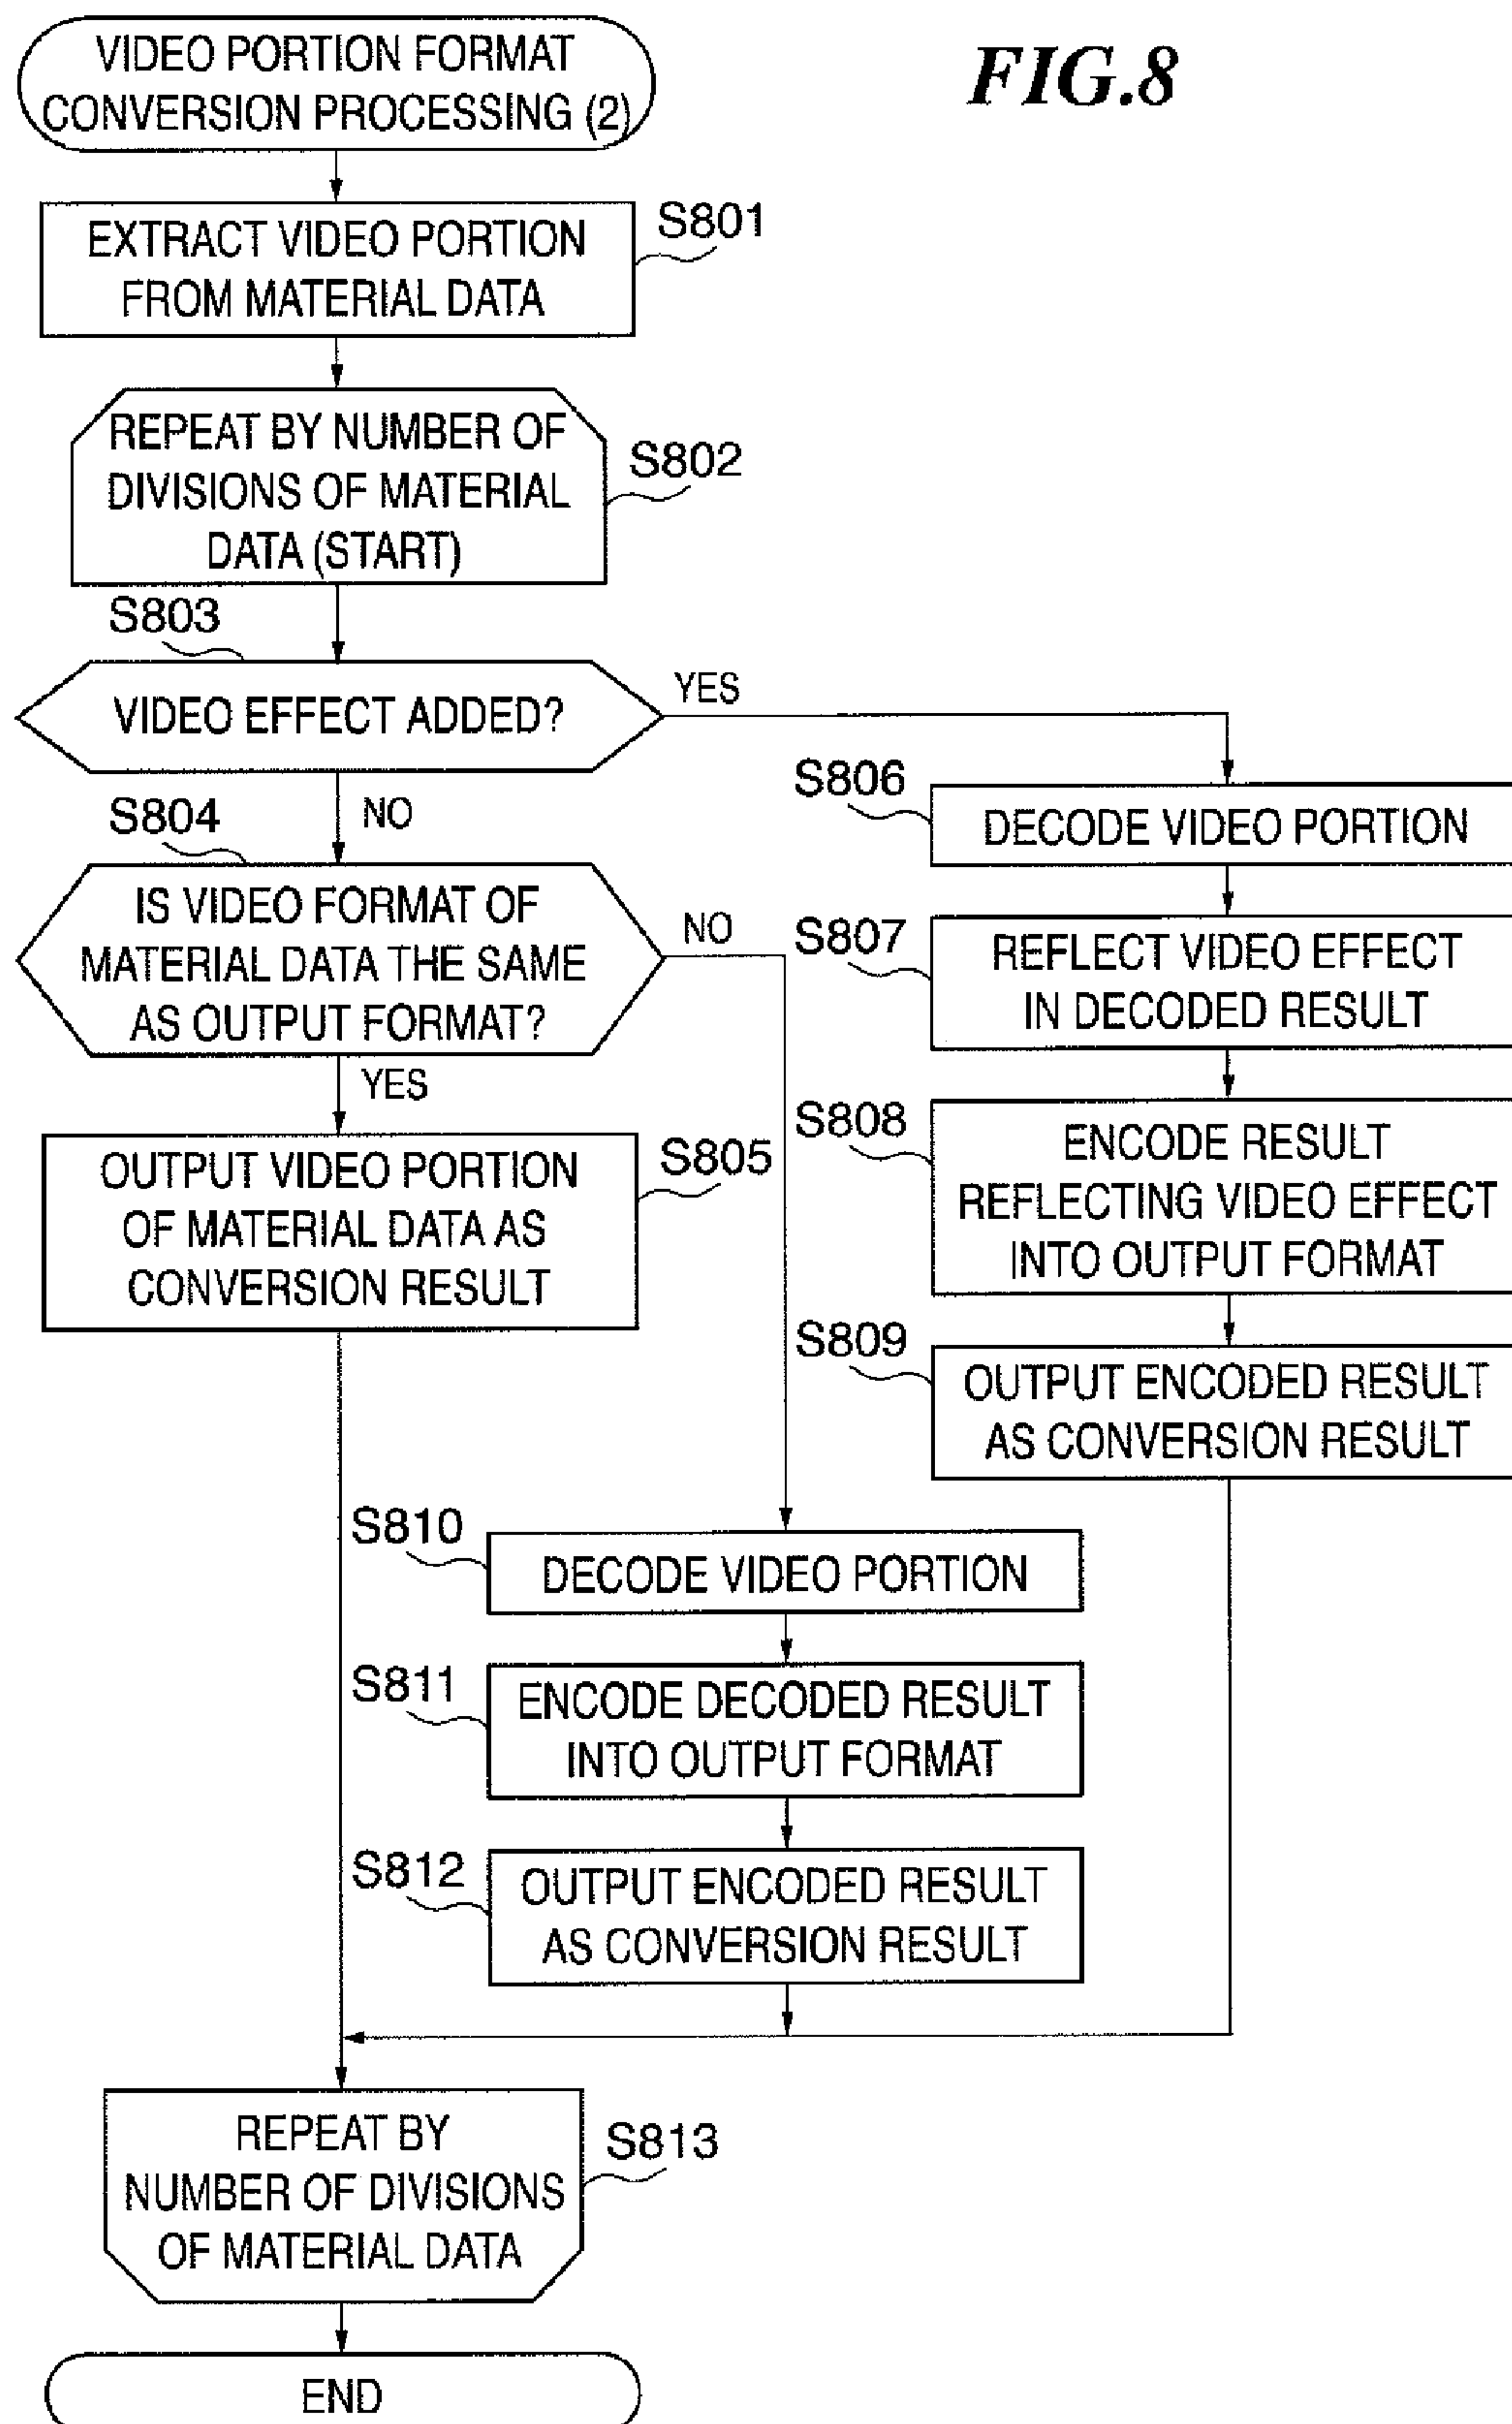 FIG.8
VIDEO PORTION FORMAT
CONVERSION PROCESSING (2)
S801
EXTRACT VIDEO PORTION
FROM MATERIAL DATA
S802
REPEAT BY NUMBER OF
DIVISIONS OF MATERIAL
DATA (START)
S803
VIDEO EFFECT ADDED?
YES
NO
S804
IS VIDEO FORMAT OF
MATERIAL DATA THE SAME
AS OUTPUT FORMAT?
NO
YES
S805
OUTPUT VIDEO PORTION
OF MATERIAL DATA AS
CONVERSION RESULT
S806
DECODE VIDEO PORTION
S807
REFLECT VIDEO EFFECT
IN DECODED RESULT
S808
ENCODE RESULT
REFLECTING VIDEO EFFECT
INTO OUTPUT FORMAT
S809
OUTPUT ENCODED RESULT
AS CONVERSION RESULT
S810
DECODE VIDEO PORTION
S811
ENCODE DECODED RESULT
INTO OUTPUT FORMAT
S812
OUTPUT ENCODED RESULT
AS CONVERSION RESULT
S813
REPEAT BY
NUMBER OF DIVISIONS
OF MATERIAL DATA
END